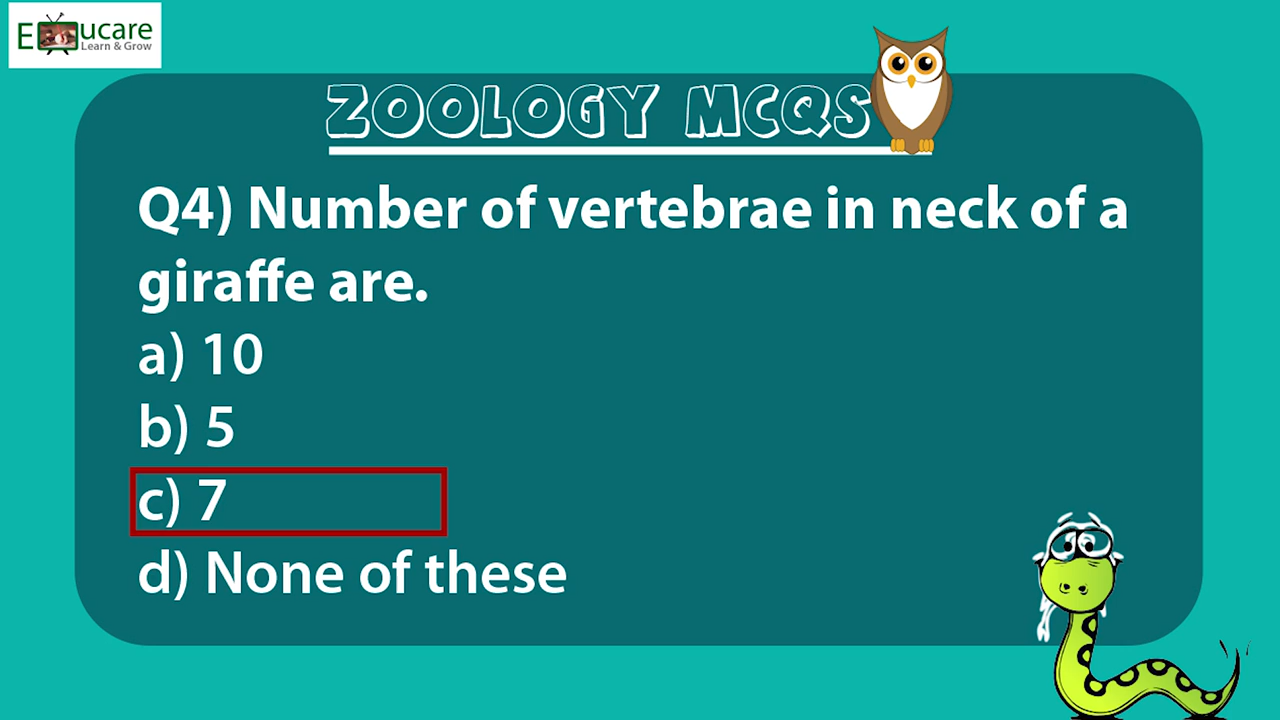 E ucare
Learn & Grow
ZOOLOGY MCQS
Q4) Number of vertebrae in neck of a
giraffe are.
a) 10
b) 5
c) 7
d) None of these